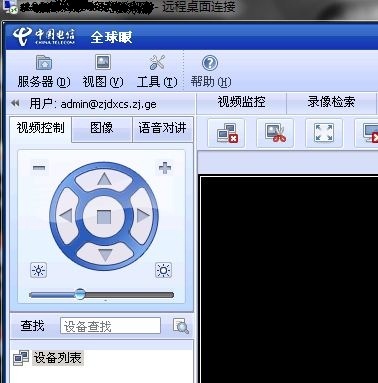 - 远程桌面连接
中国电信 全球眼
CHINA TELECOM
服务器(D) 视图(V) 工具(T) 帮助(H)
用户: admin@zjdxcs.zj.ge
视频监控 录像检索
视频控制 图像 语音对讲
查找 设备查找
设备列表